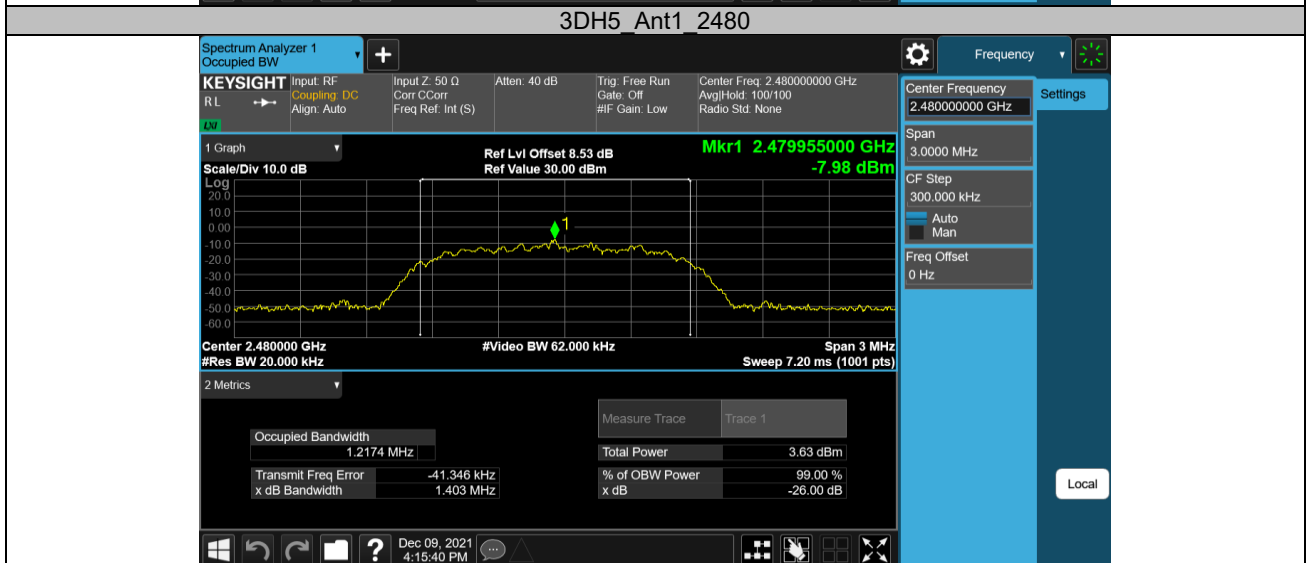 3DH5_Ant1_2480
Spectrum Analyzer 1
Occupied BW
Frequency
KEYSIGHT
RL
LXI
Input: RF
Coupling: DC
Align: Auto
Input Z: 50 Ω
Corr CCorr
Freq Ref: Int (S)
Atten: 40 dB
Trig: Free Run
Gate: Off
#IF Gain: Low
Center Freq: 2.480000000 GHz
Avg|Hold: 100/100
Radio Std: None
Center Frequency
2.480000000 GHz
Settings
Span
3.0000 MHz
CF Step
300.000 kHz
Auto
Man
Freq Offset
0 Hz
1 Graph
Scale/Div 10.0 dB
Ref Lvl Offset 8.53 dB
Ref Value 30.00 dBm
Mkr1 2.479955000 GHz
-7.98 dBm
Log
20.0
10.0
0.00
-10.0
-20.0
-30.0
-40.0
-50.0
-60.0
1
Center 2.480000 GHz
#Res BW 20.000 kHz
#Video BW 62.000 kHz
Span 3 MHz
Sweep 7.20 ms (1001 pts)
2 Metrics
Measure Trace
Trace 1
Occupied Bandwidth
1.2174 MHz
Total Power 3.63 dBm
Transmit Freq Error -41.346 kHz
% of OBW Power 99.00 %
x dB Bandwidth 1.403 MHz
x dB -26.00 dB
Local
?
Dec 09, 2021
4:15:40 PM